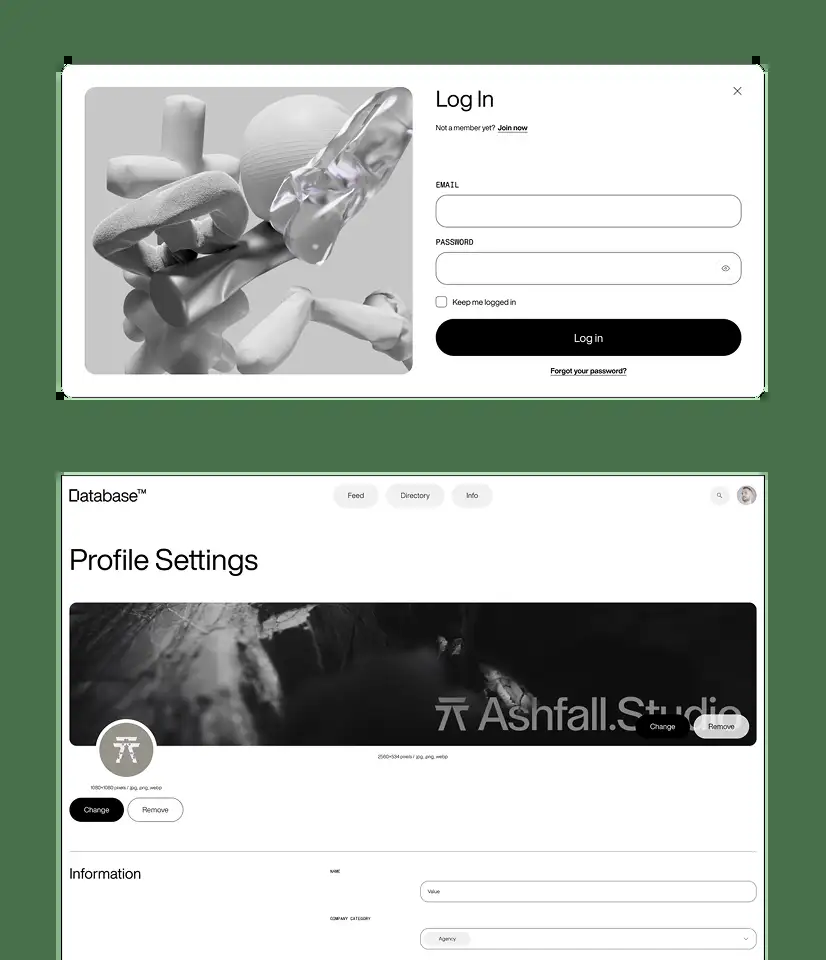 Log In
Not a member yet? Join now
EMAIL
PASSWORD
Keep me logged in
Log in
Forgot your password?
Database™
Feed
Directory
Info
Profile Settings
Ashfall.Studio
Change
Remove
2560×534 pixels / .jpg, .png, .webp
1080×1080 pixels / .jpg, .png, .webp
Change
Remove
Information
NAME
Value
COMPANY CATEGORY
Agency